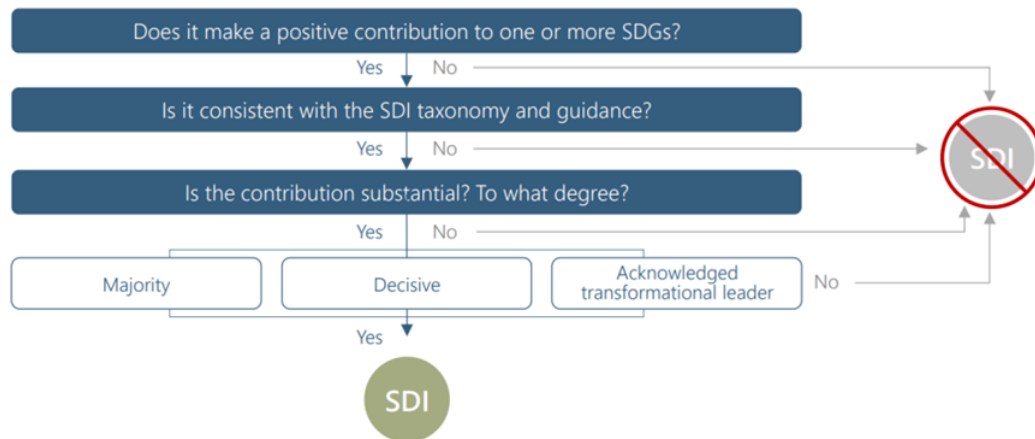 Does it make a positive contribution to one or more SDGs?
Yes No
Is it consistent with the SDI taxonomy and guidance?
Yes No
SDI
Is the contribution substantial? To what degree?
Yes No
Majority
Decisive
Acknowledged
transformational leader
No
Yes
SDI